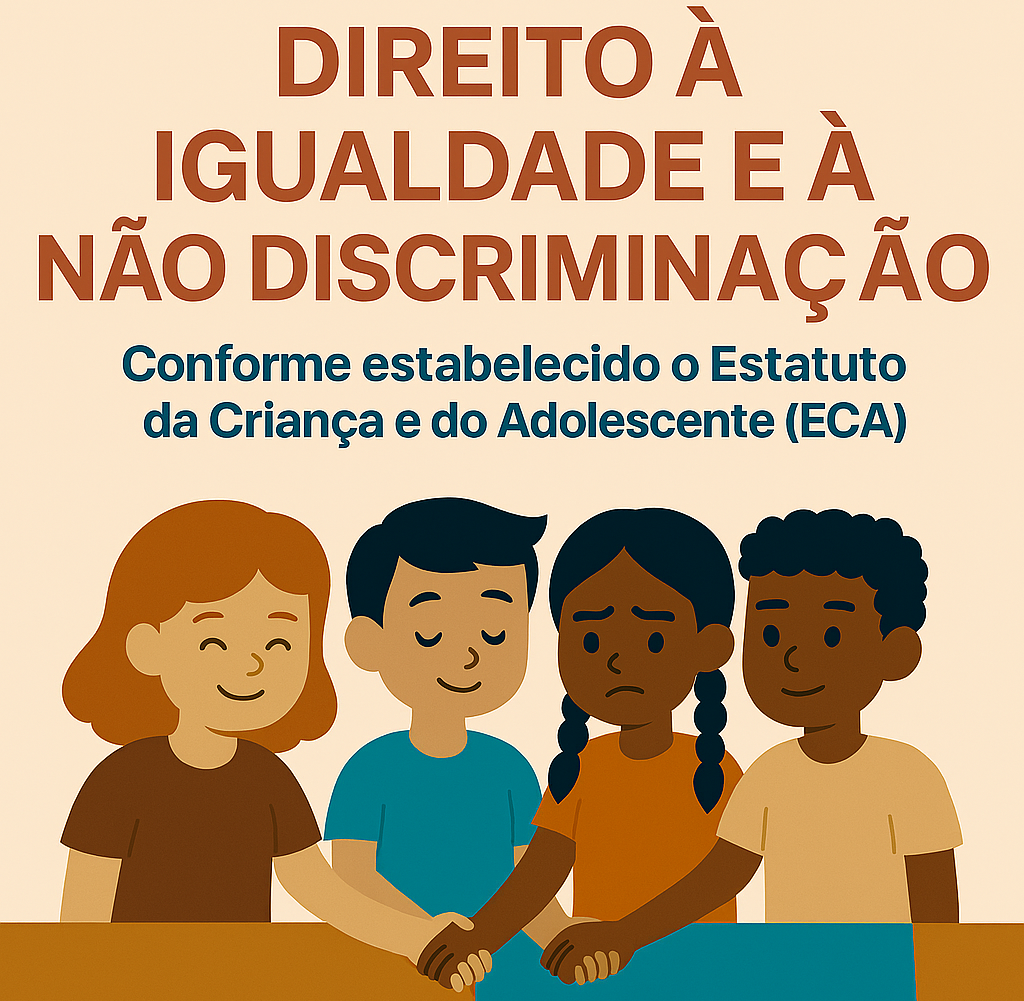 DIREITO À
IGUALDADE E À
NÃO DISCRIMINAÇÃO
Conforme estabelecido o Estatuto
da Criança e do Adolescente (ECA)